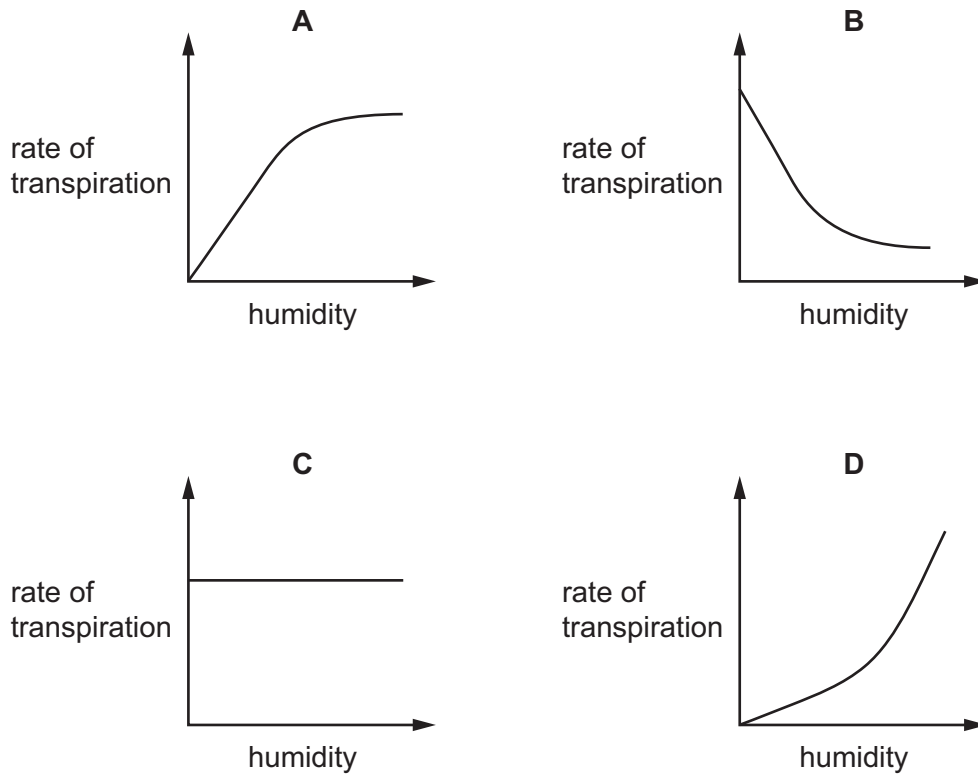 A
rate of
transpiration
humidity
B
rate of
transpiration
humidity
C
rate of
transpiration
humidity
D
rate of
transpiration
humidity